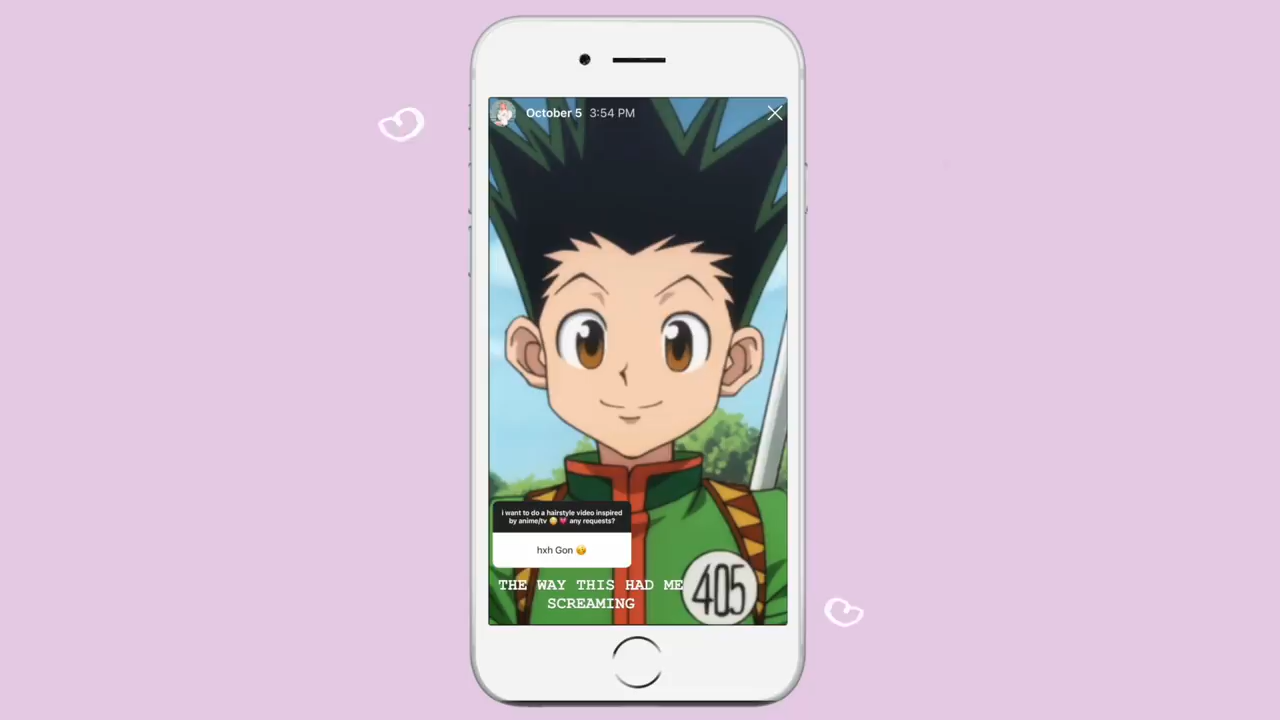 October 5 3:54 PM
i want to do a hairstyle video inspired
by anime/tv 😳 💗 any requests?
hxh Gon 🤭
THE WAY THIS HAD ME
SCREAMING
405